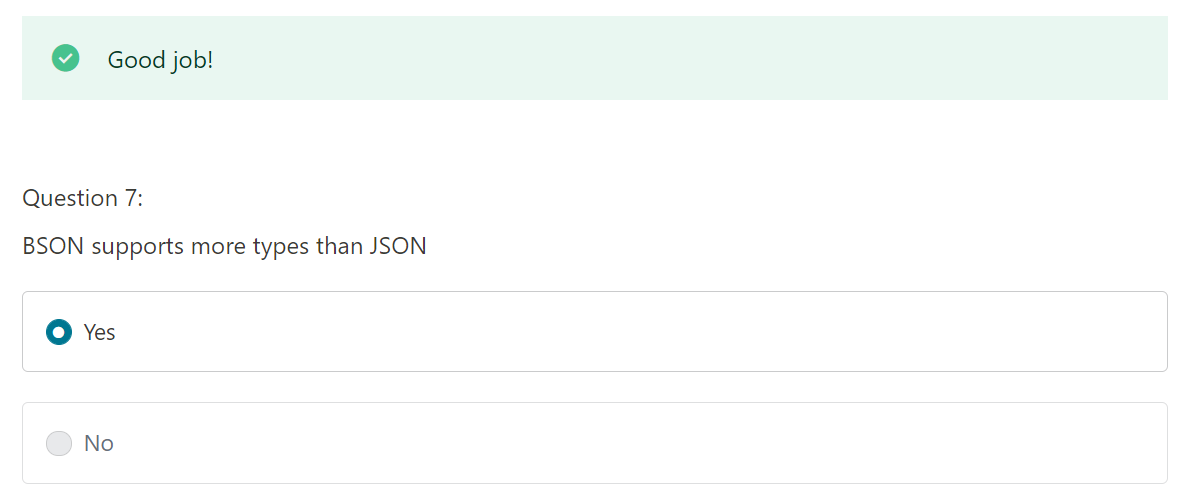 Good job!
Question 7:
BSON supports more types than JSON
Yes
No